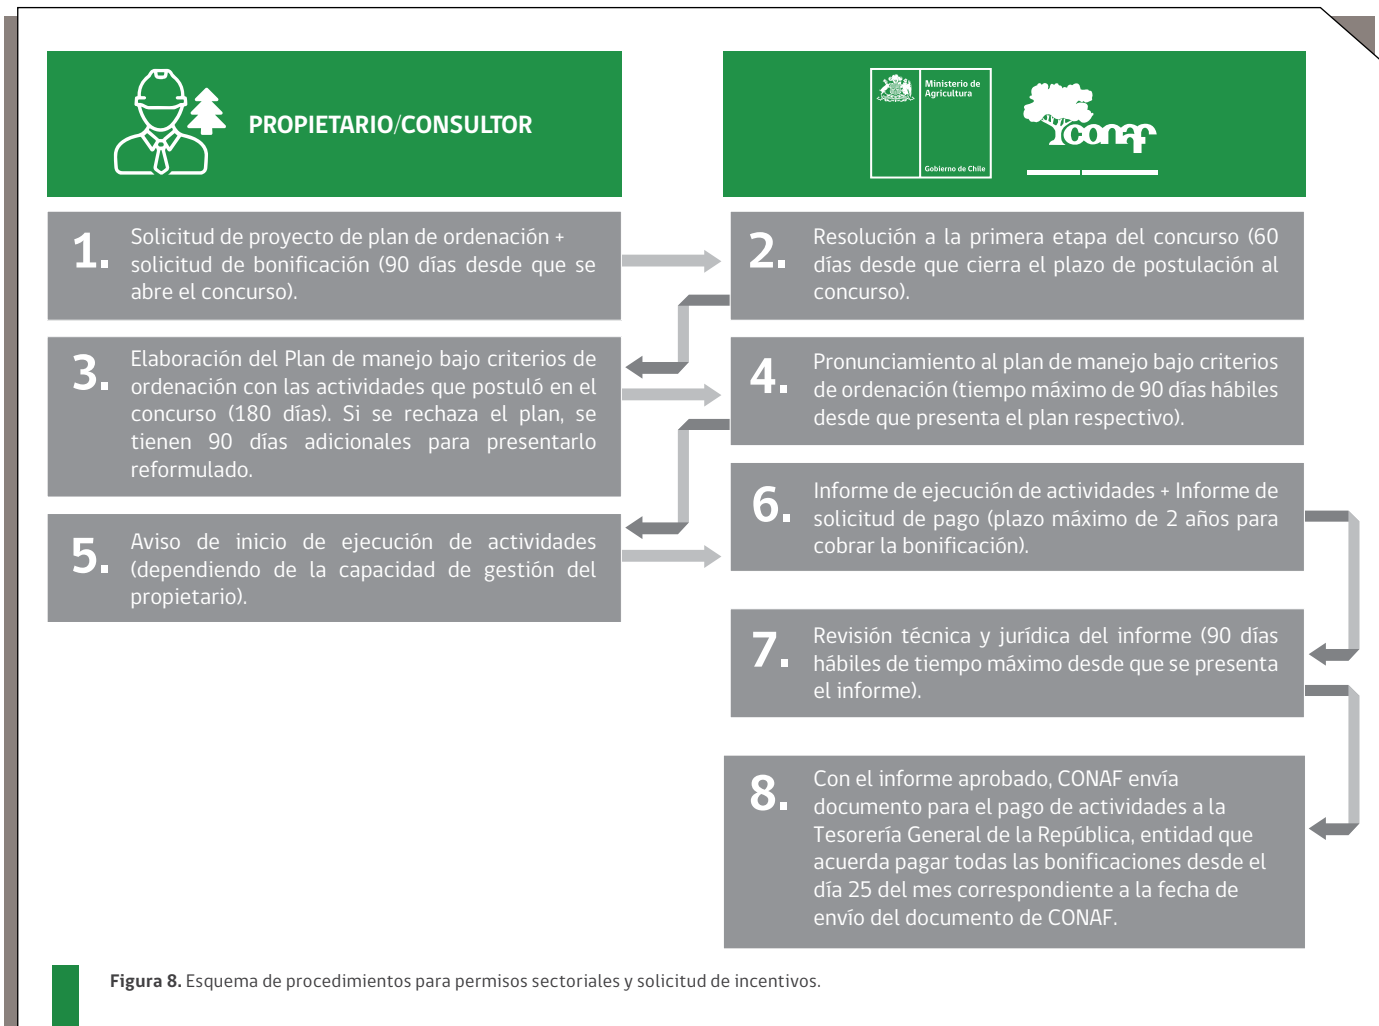 PROPIETARIO/CONSULTOR
Ministerio de
Agricultura
Gobierno de Chile
conaf
1. Solicitud de proyecto de plan de ordenación +
solicitud de bonificación (90 días desde que se
abre el concurso).
2. Resolución a la primera etapa del concurso (60
días desde que cierra el plazo de postulación al
concurso).
3. Elaboración del Plan de manejo bajo criterios de
ordenación con las actividades que postuló en el
concurso (180 días). Si se rechaza el plan, se
tienen 90 días adicionales para presentarlo
reformulado.
4. Pronunciamiento al plan de manejo bajo criterios
de ordenación (tiempo máximo de 90 días hábiles
desde que presenta el plan respectivo).
5. Aviso de inicio de ejecución de actividades
(dependiendo de la capacidad de gestión del
propietario).
6. Informe de ejecución de actividades + Informe de
solicitud de pago (plazo máximo de 2 años para
cobrar la bonificación).
7. Revisión técnica y jurídica del informe (90 días
hábiles de tiempo máximo desde que se presenta
el informe).
8. Con el informe aprobado, CONAF envía
documento para el pago de actividades a la
Tesorería General de la República, entidad que
acuerda pagar todas las bonificaciones desde el
día 25 del mes correspondiente a la fecha de
envío del documento de CONAF.
Figura 8. Esquema de procedimientos para permisos sectoriales y solicitud de incentivos.